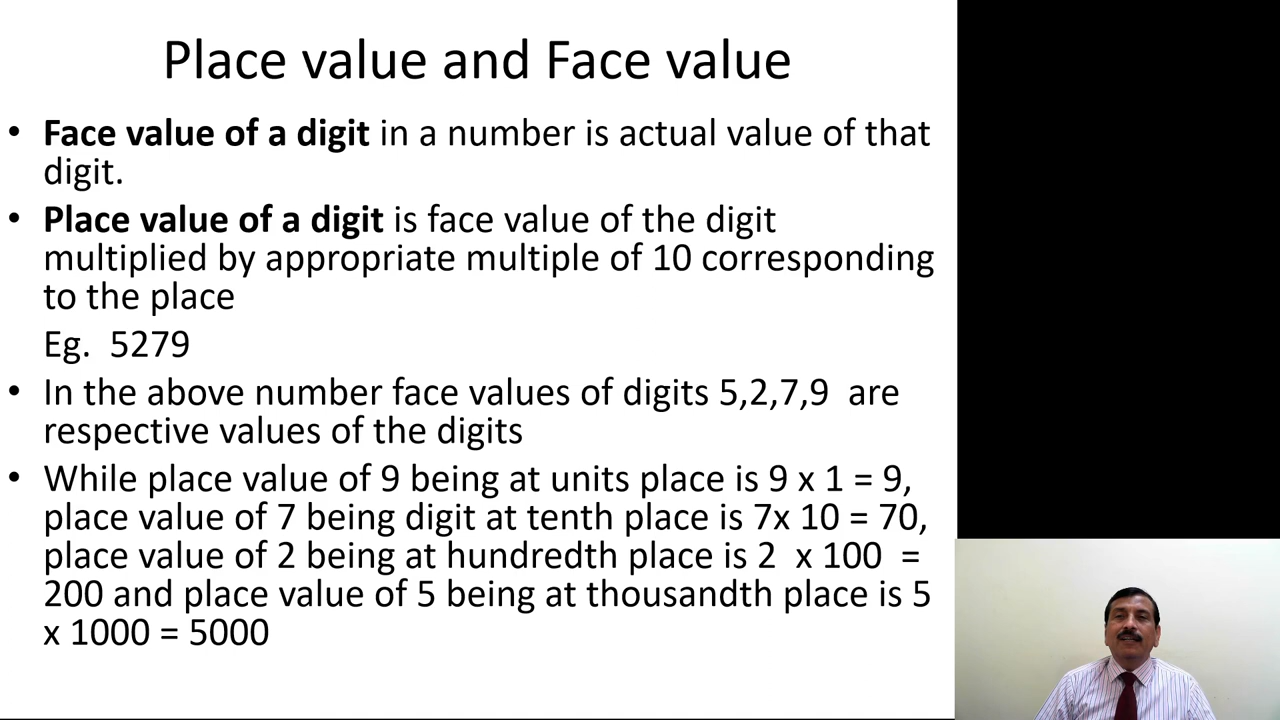 Place value and Face value
• Face value of a digit in a number is actual value of that
digit.
• Place value of a digit is face value of the digit
multiplied by appropriate multiple of 10 corresponding
to the place
Eg.  5279
• In the above number face values of digits 5,2,7,9  are
respective values of the digits
• While place value of 9 being at units place is 9 x 1 = 9,
place value of 7 being digit at tenth place is 7x 10 = 70,
place value of 2 being at hundredth place is 2  x 100  =
200 and place value of 5 being at thousandth place is 5
x 1000 = 5000